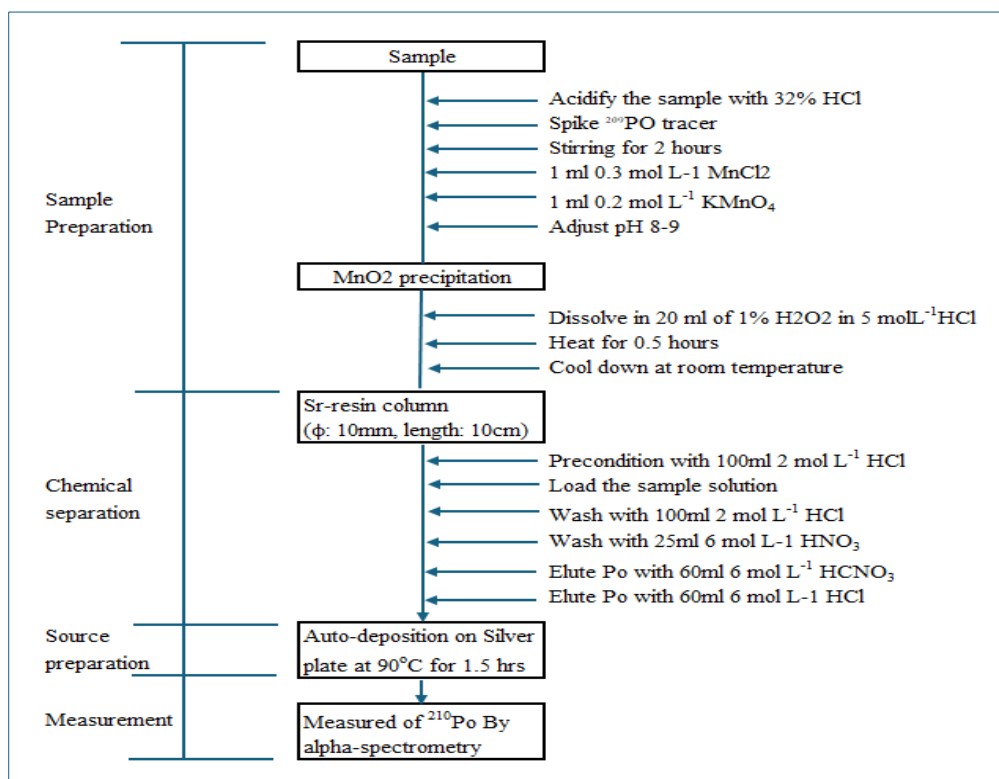 Sample
Acidify the sample with 32% HCl
Spike ²⁰⁹PO tracer
Stirring for 2 hours
1 ml 0.3 mol L-1 MnCl2
1 ml 0.2 mol L⁻¹ KMnO₄
Adjust pH 8-9
Sample
Preparation
MnO2 precipitation
Dissolve in 20 ml of 1% H2O2 in 5 molL⁻¹HCl
Heat for 0.5 hours
Cool down at room temperature
Sr-resin column
(ϕ: 10mm, length: 10cm)
Precondition with 100ml 2 mol L⁻¹ HCl
Load the sample solution
Wash with 100ml 2 mol L⁻¹ HCl
Wash with 25ml 6 mol L-1 HNO₃
Elute Po with 60ml 6 mol L⁻¹ HCNO₃
Elute Po with 60ml 6 mol L-1 HCl
Chemical
separation
Source
preparation
Auto-deposition on Silver
plate at 90°C for 1.5 hrs
Measurement
Measured of ²¹⁰Po By
alpha-spectrometry